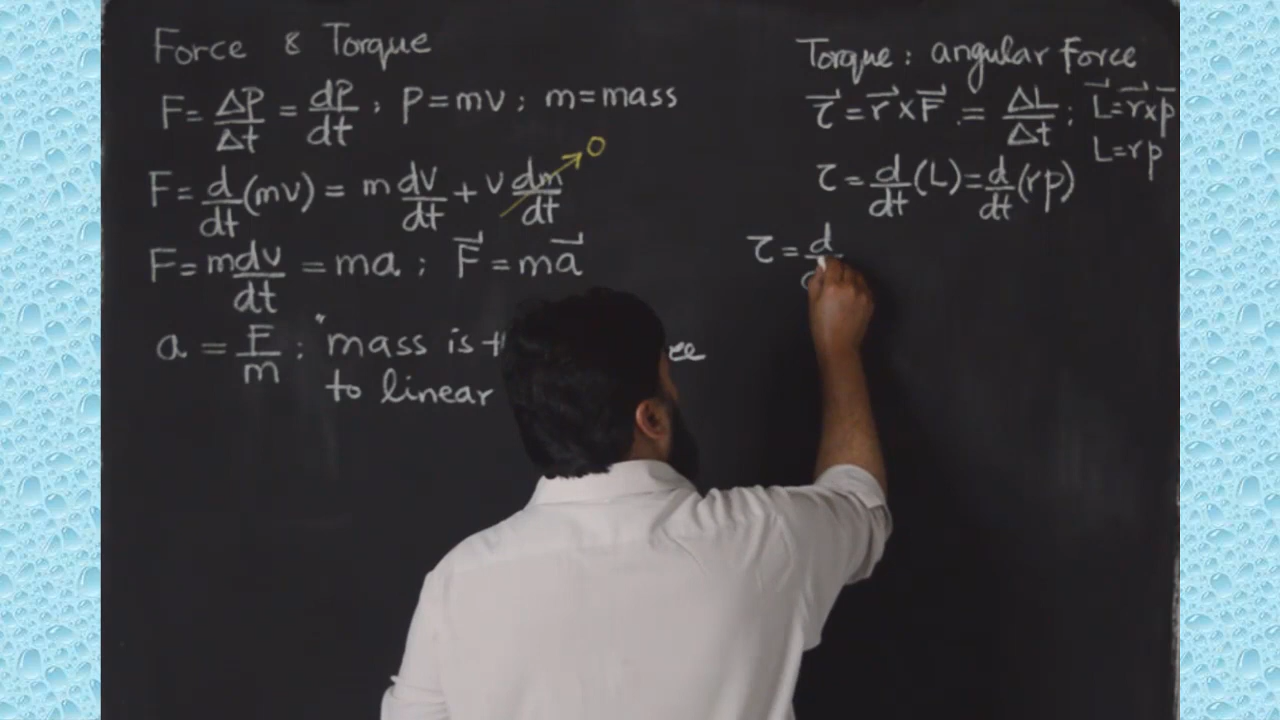 Force & Torque
F = ΔP/Δt = dP/dt ; P = mv ; m = mass
F = d/dt (mv) = m dv/dt + v dm/dt → 0
F = m dv/dt = ma ; F⃗ = ma⃗
a = F/m : "mass is
to linear
Torque : angular Force
τ⃗ = r⃗ × F⃗ . = ΔL/Δt ; L⃗ = r⃗ × p⃗
L = rp
τ = d/dt (L) = d/dt (rp)
τ = d